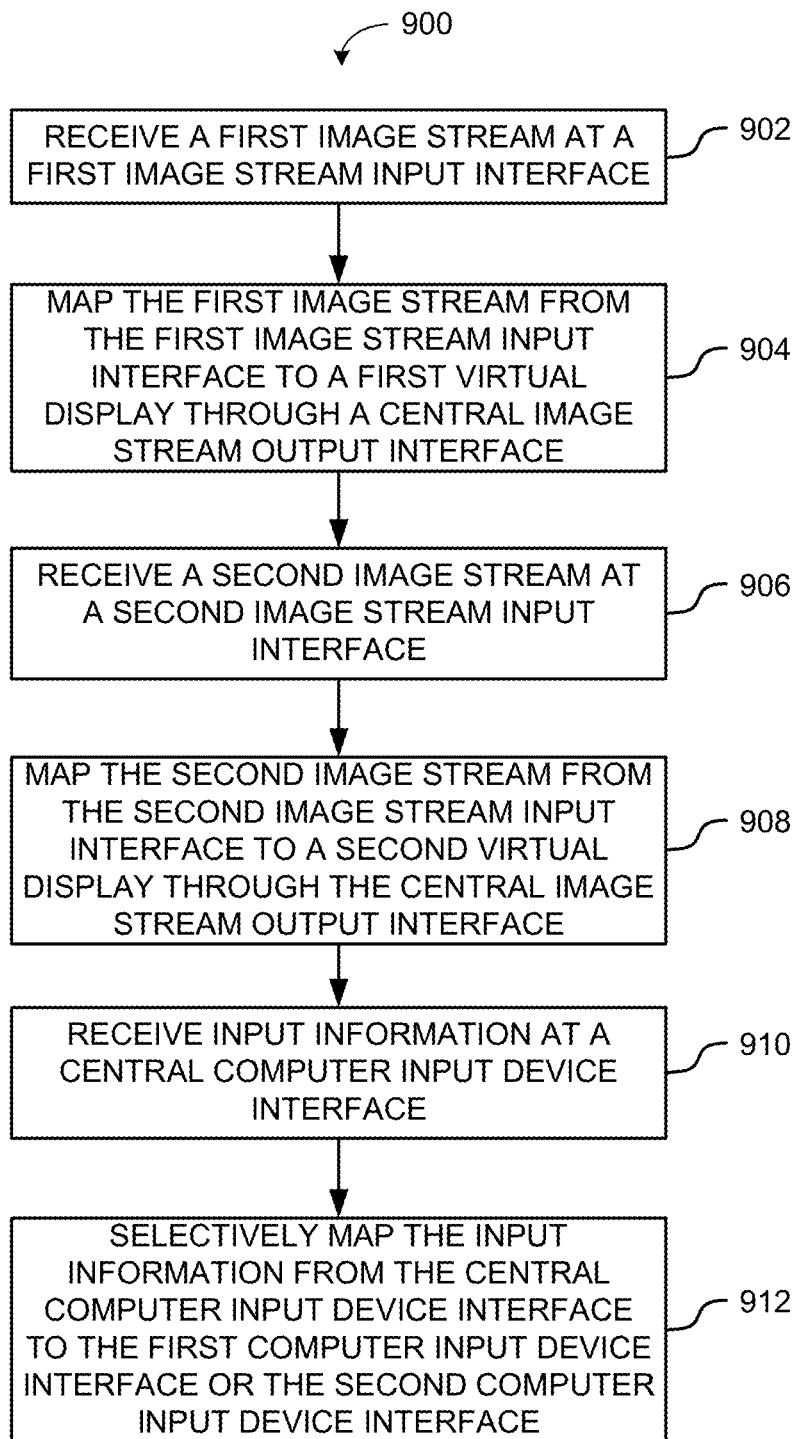 900
RECEIVE A FIRST IMAGE STREAM AT A
FIRST IMAGE STREAM INPUT INTERFACE
902
MAP THE FIRST IMAGE STREAM FROM
THE FIRST IMAGE STREAM INPUT
INTERFACE TO A FIRST VIRTUAL
DISPLAY THROUGH A CENTRAL IMAGE
STREAM OUTPUT INTERFACE
904
RECEIVE A SECOND IMAGE STREAM AT
A SECOND IMAGE STREAM INPUT
INTERFACE
906
MAP THE SECOND IMAGE STREAM FROM
THE SECOND IMAGE STREAM INPUT
INTERFACE TO A SECOND VIRTUAL
DISPLAY THROUGH THE CENTRAL IMAGE
STREAM OUTPUT INTERFACE
908
RECEIVE INPUT INFORMATION AT A
CENTRAL COMPUTER INPUT DEVICE
INTERFACE
910
SELECTIVELY MAP THE INPUT
INFORMATION FROM THE CENTRAL
COMPUTER INPUT DEVICE INTERFACE
TO THE FIRST COMPUTER INPUT DEVICE
INTERFACE OR THE SECOND COMPUTER
INPUT DEVICE INTERFACE
912